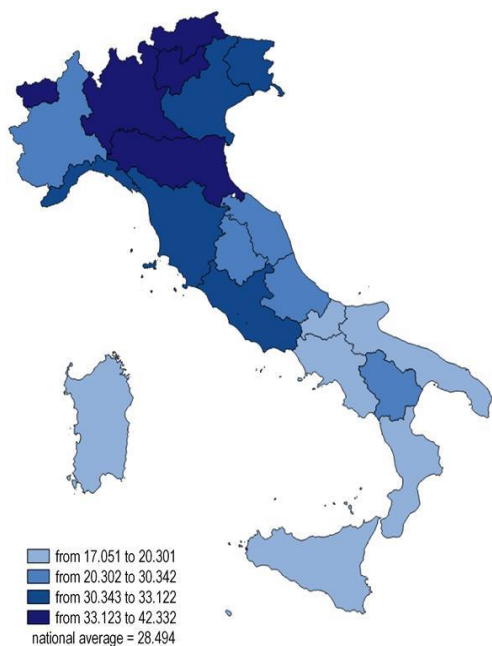 from 17.051 to 20.301
from 20.302 to 30.342
from 30.343 to 33.122
from 33.123 to 42.332
national average = 28.494